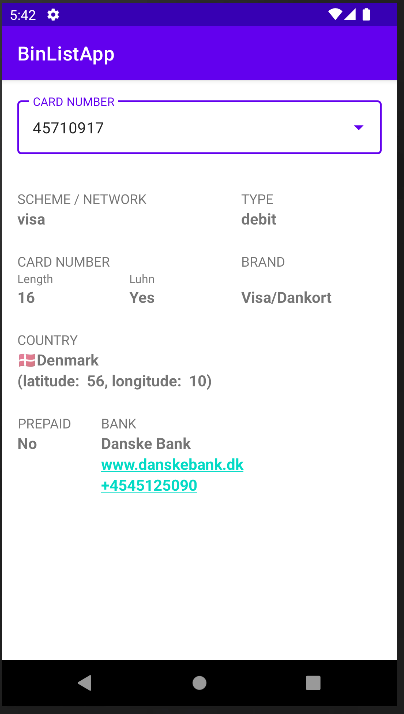 5:42
BinListApp
CARD NUMBER
45710917
SCHEME / NETWORK TYPE
visa debit
CARD NUMBER BRAND
Length Luhn
16 Yes Visa/Dankort
COUNTRY
🇩🇰Denmark
(latitude:  56, longitude:  10)
PREPAID BANK
No Danske Bank
www.danskebank.dk
+4545125090